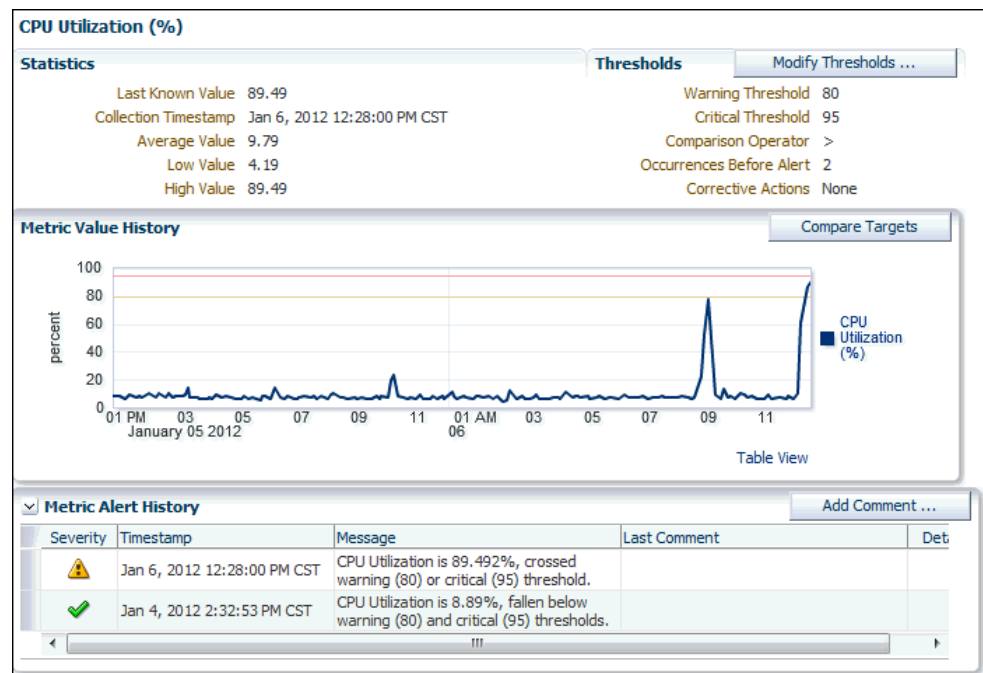 CPU Utilization (%)
Statistics
Last Known Value 89.49
Collection Timestamp Jan 6, 2012 12:28:00 PM CST
Average Value 9.79
Low Value 4.19
High Value 89.49
Thresholds
Modify Thresholds ...
Warning Threshold 80
Critical Threshold 95
Comparison Operator >
Occurrences Before Alert 2
Corrective Actions None
Metric Value History
Compare Targets
100
80
60
40
20
0
percent
01 PM 03 05 07 09 11 01 AM 03 05 07 09 11
January 05 2012 06
CPU
Utilization
(%)
Table View
Metric Alert History
Add Comment ...
Severity Timestamp Message Last Comment Deta
Jan 6, 2012 12:28:00 PM CST
CPU Utilization is 89.492%, crossed
warning (80) or critical (95) threshold.
Jan 4, 2012 2:32:53 PM CST
CPU Utilization is 8.89%, fallen below
warning (80) and critical (95) thresholds.